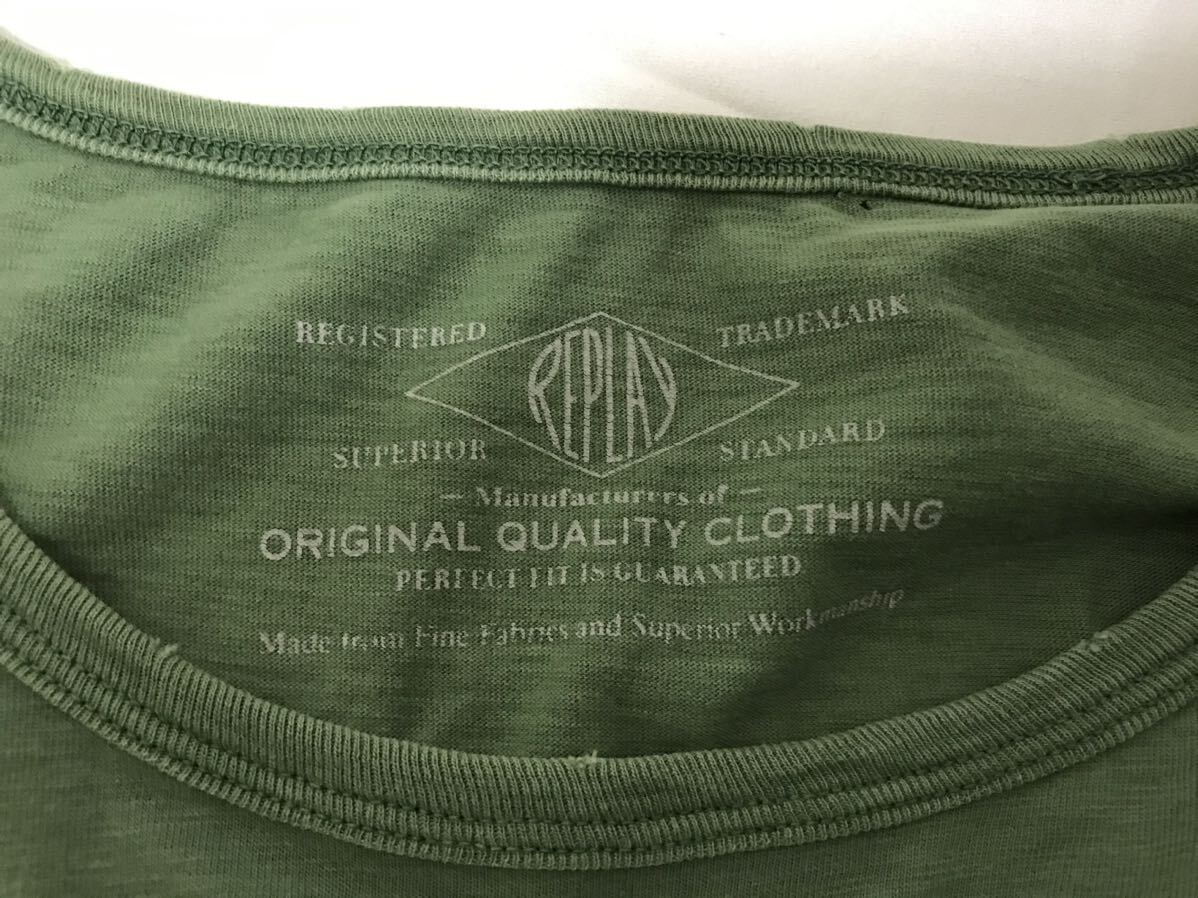 REGISTERED TRADEMARK
REPLAY
SUPERIOR STANDARD
— Manufacturers of —
ORIGINAL QUALITY CLOTHING
PERFECT FIT IS GUARANTEED
Made from Fine Fabrics and Superior Workmanship